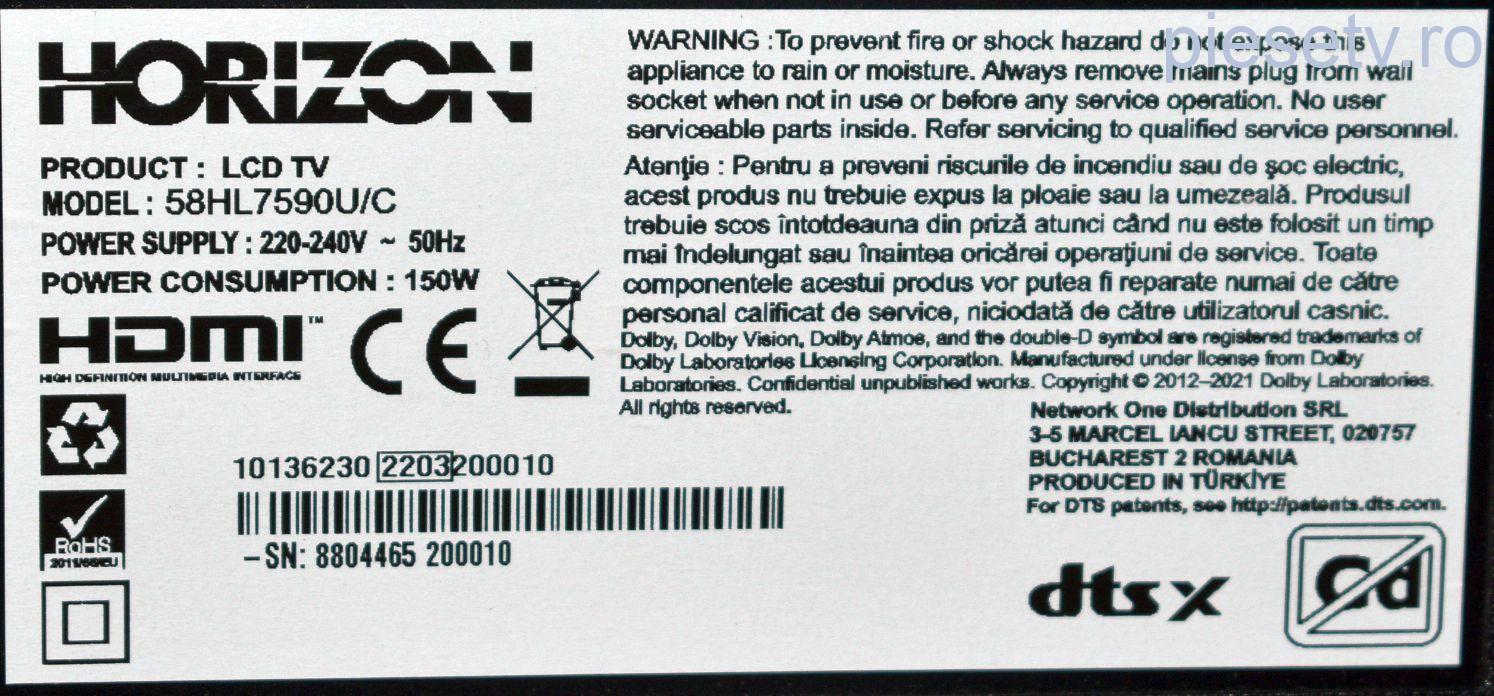 piesetv.ro
HORIZON
PRODUCT : LCD TV
MODEL : 58HL7590U/C
POWER SUPPLY : 220-240V ~ 50Hz
POWER CONSUMPTION : 150W
HDMI™
HIGH DEFINITION MULTIMEDIA INTERFACE
CE
RoHS
2011/65/EU
10136230 2203200010
–SN: 8804465 200010
WARNING :To prevent fire or shock hazard do not expose this
appliance to rain or moisture. Always remove mains plug from wall
socket when not in use or before any service operation. No user
serviceable parts inside. Refer servicing to qualified service personnel.
Atenţie : Pentru a preveni riscurile de incendiu sau de şoc electric,
acest produs nu trebuie expus la ploaie sau la umezeală. Produsul
trebuie scos întotdeauna din priză atunci când nu este folosit un timp
mai îndelungat sau înaintea oricărei operaţiuni de service. Toate
componentele acestui produs vor putea fi reparate numai de către
personal calificat de service, niciodată de către utilizatorul casnic.
Dolby, Dolby Vision, Dolby Atmos, and the double-D symbol are registered trademarks of
Dolby Laboratories Licensing Corporation. Manufactured under license from Dolby
Laboratories. Confidential unpublished works. Copyright © 2012–2021 Dolby Laboratories.
All rights reserved.
Network One Distribution SRL
3-5 MARCEL IANCU STREET, 020757
BUCHAREST 2 ROMANIA
PRODUCED IN TÜRKİYE
For DTS patents, see http://patents.dts.com.
dts x
Cd